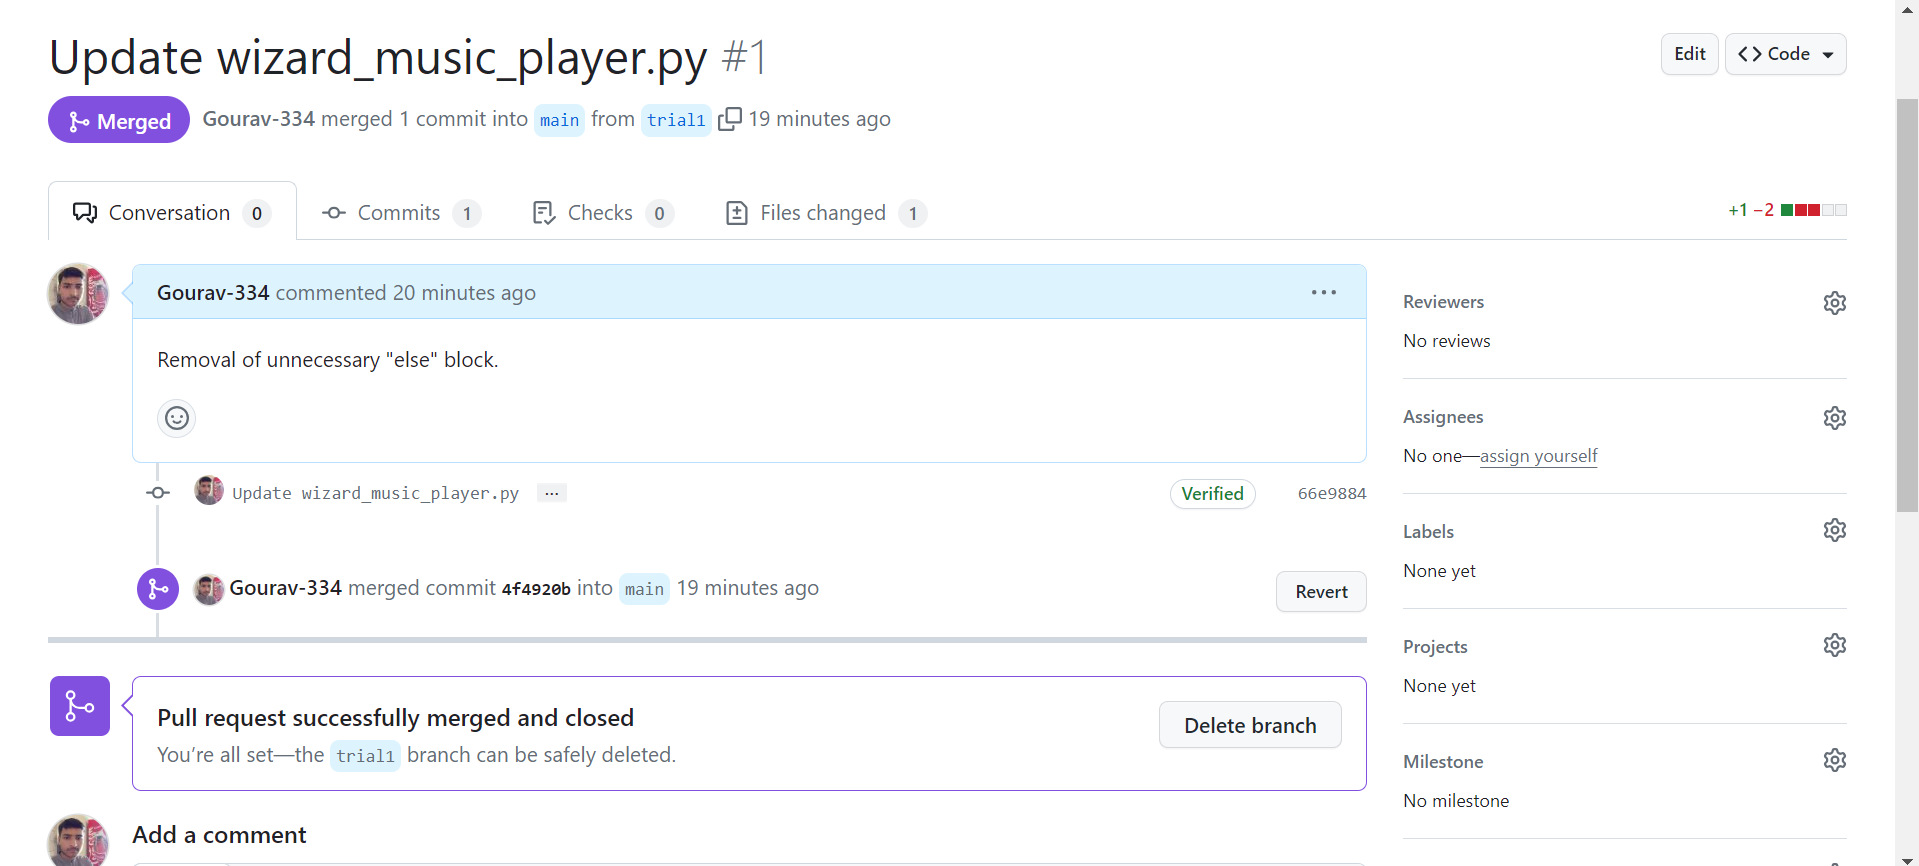 Update wizard_music_player.py #1
Edit
Code
Merged
Gourav-334 merged 1 commit into main from trial1 19 minutes ago
Conversation 0
Commits 1
Checks 0
Files changed 1
+1 −2
Gourav-334 commented 20 minutes ago
Removal of unnecessary "else" block.
Update wizard_music_player.py ...
Verified
66e9884
Gourav-334 merged commit 4f4920b into main 19 minutes ago
Revert
Pull request successfully merged and closed
You’re all set—the trial1 branch can be safely deleted.
Delete branch
Add a comment
Reviewers
No reviews
Assignees
No one—assign yourself
Labels
None yet
Projects
None yet
Milestone
No milestone